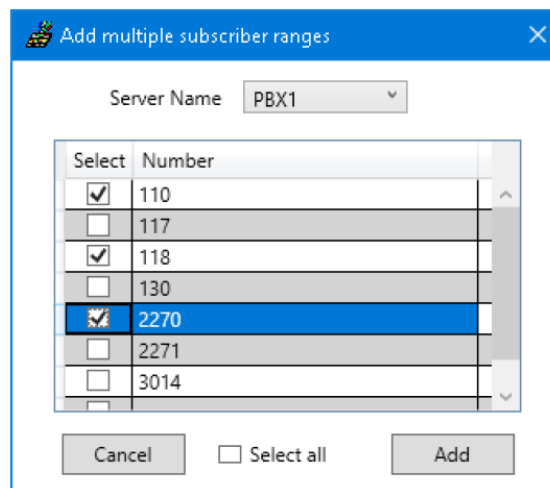 Add multiple subscriber ranges
Server Name PBX1
Select Number
110
117
118
130
2270
2271
3014
Cancel Select all Add